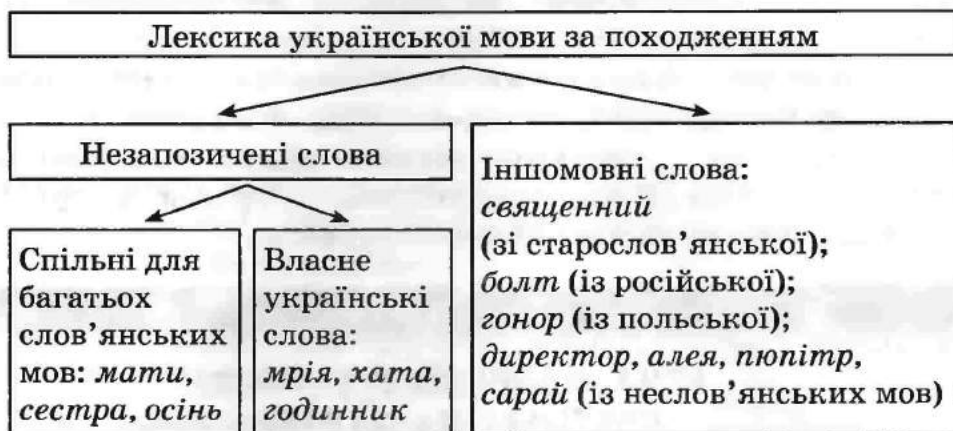 Лексика української мови за походженням
Незапозичені слова
Спільні для
багатьох
слов’янських
мов: мати,
сестра, осінь
Власне
українські
слова:
мрія, хата,
годинник
Іншомовні слова:
священний
(зі старослов’янської);
болт (із російської);
гонор (із польської);
директор, алея, пюпітр,
сарай (із неслов’янських мов)